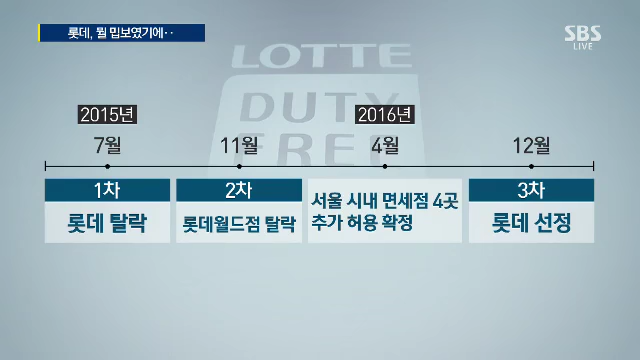 롯데, 뭘 밉보였기에··
SBS
LIVE
LOTTE
DUTY
FREE
2015년
2016년
7월
11월
4월
12월
1차
롯데 탈락
2차
롯데월드점 탈락
서울 시내 면세점 4곳
추가 허용 확정
3차
롯데 선정